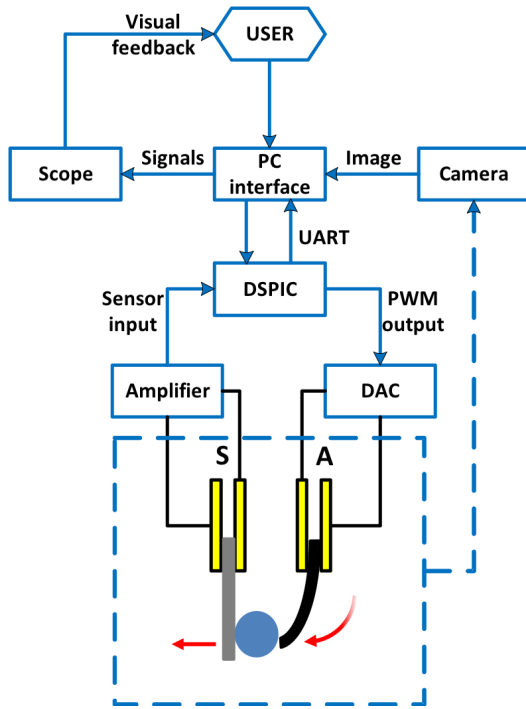 Visual
feedback
USER
Scope
Signals
PC
interface
Image
Camera
UART
Sensor
input
DSPIC
PWM
output
Amplifier
DAC
S
A